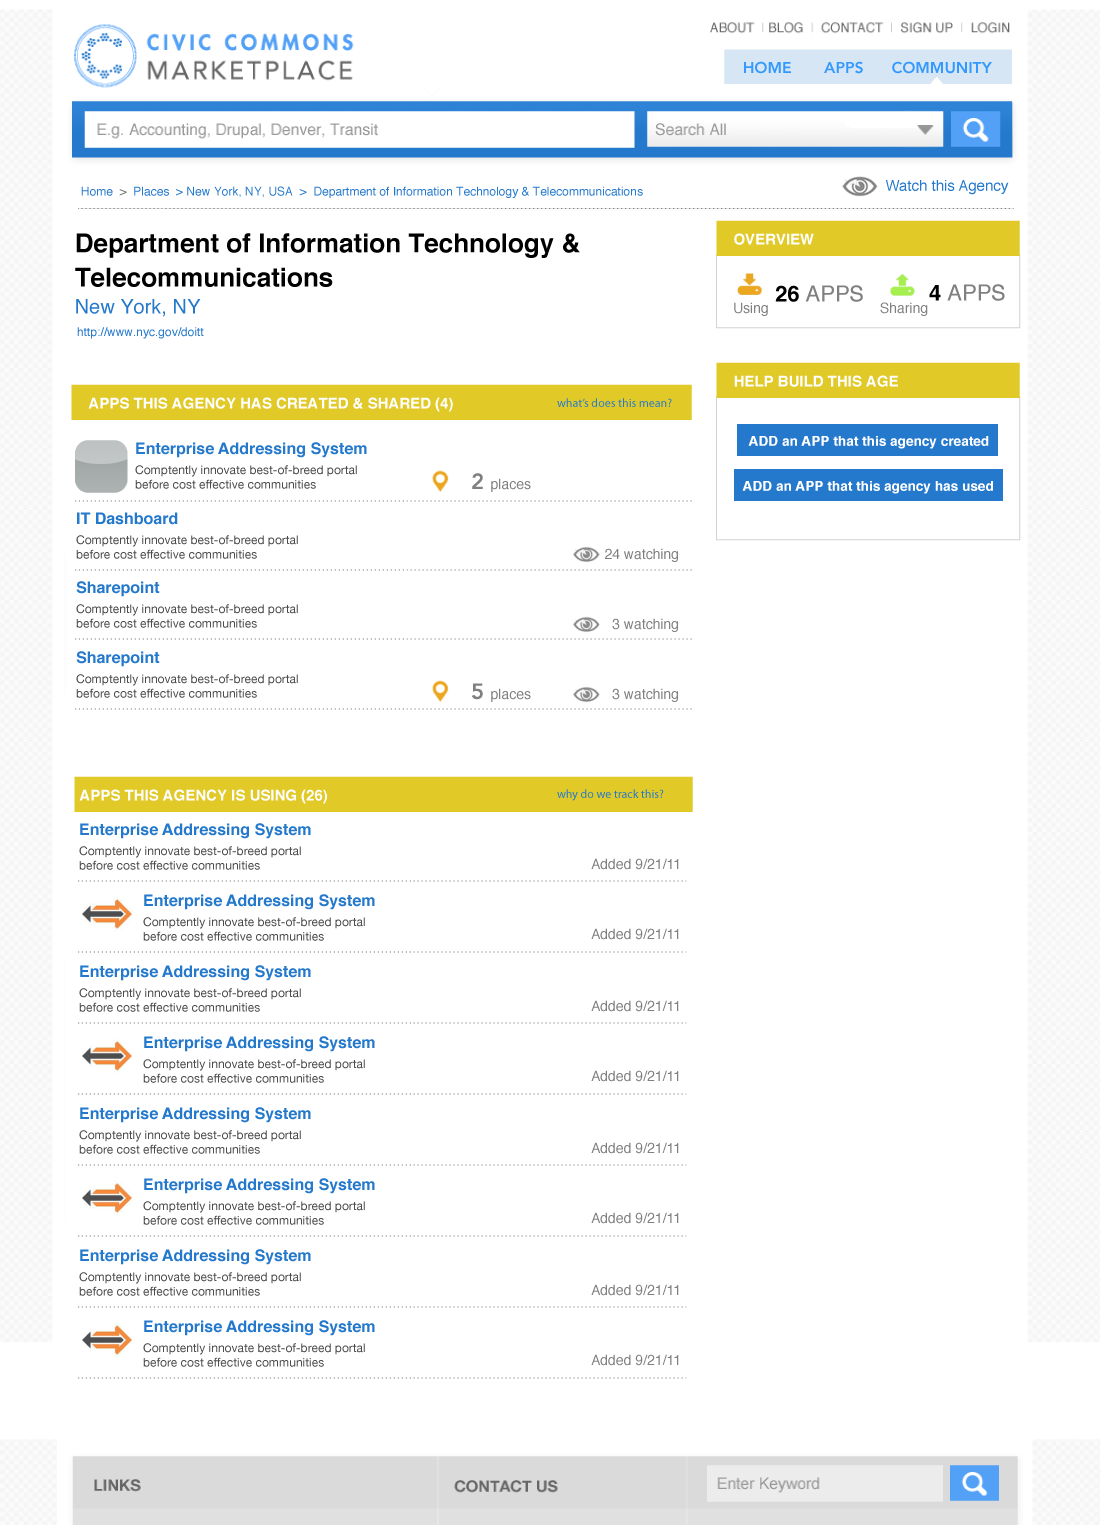 CIVIC COMMONS
MARKETPLACE
ABOUT | BLOG | CONTACT | SIGN UP | LOGIN
HOME APPS COMMUNITY
E.g. Accounting, Drupal, Denver, Transit
Search All
Home > Places > New York, NY, USA > Department of Information Technology & Telecommunications
Watch this Agency
Department of Information Technology &
Telecommunications
New York, NY
http://www.nyc.gov/doitt
OVERVIEW
26 APPS
Using
4 APPS
Sharing
HELP BUILD THIS AGE
ADD an APP that this agency created
ADD an APP that this agency has used
APPS THIS AGENCY HAS CREATED & SHARED (4)
what's does this mean?
Enterprise Addressing System
Comptently innovate best-of-breed portal
before cost effective communities
2 places
IT Dashboard
Comptently innovate best-of-breed portal
before cost effective communities
24 watching
Sharepoint
Comptently innovate best-of-breed portal
before cost effective communities
3 watching
Sharepoint
Comptently innovate best-of-breed portal
before cost effective communities
5 places
3 watching
APPS THIS AGENCY IS USING (26)
why do we track this?
Enterprise Addressing System
Comptently innovate best-of-breed portal
before cost effective communities
Added 9/21/11
Enterprise Addressing System
Comptently innovate best-of-breed portal
before cost effective communities
Added 9/21/11
Enterprise Addressing System
Comptently innovate best-of-breed portal
before cost effective communities
Added 9/21/11
Enterprise Addressing System
Comptently innovate best-of-breed portal
before cost effective communities
Added 9/21/11
Enterprise Addressing System
Comptently innovate best-of-breed portal
before cost effective communities
Added 9/21/11
Enterprise Addressing System
Comptently innovate best-of-breed portal
before cost effective communities
Added 9/21/11
Enterprise Addressing System
Comptently innovate best-of-breed portal
before cost effective communities
Added 9/21/11
Enterprise Addressing System
Comptently innovate best-of-breed portal
before cost effective communities
Added 9/21/11
LINKS
CONTACT US
Enter Keyword